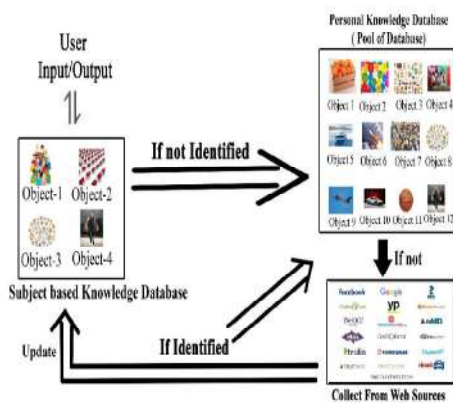 User
Input/Output
Personal Knowledge Database
( Pool of Database)
Object 1 Object 2 Object 3 Object 4
Object 5 Object 6 Object 7 Object 8
Object 9 Object 10 Object 11 Object 12
If not Identified
Object-1 Object-2
Object-3 Object-4
Subject based Knowledge Database
If not
If Identified
Update
Facebook Google
yp
Trulia
Collect From Web Sources